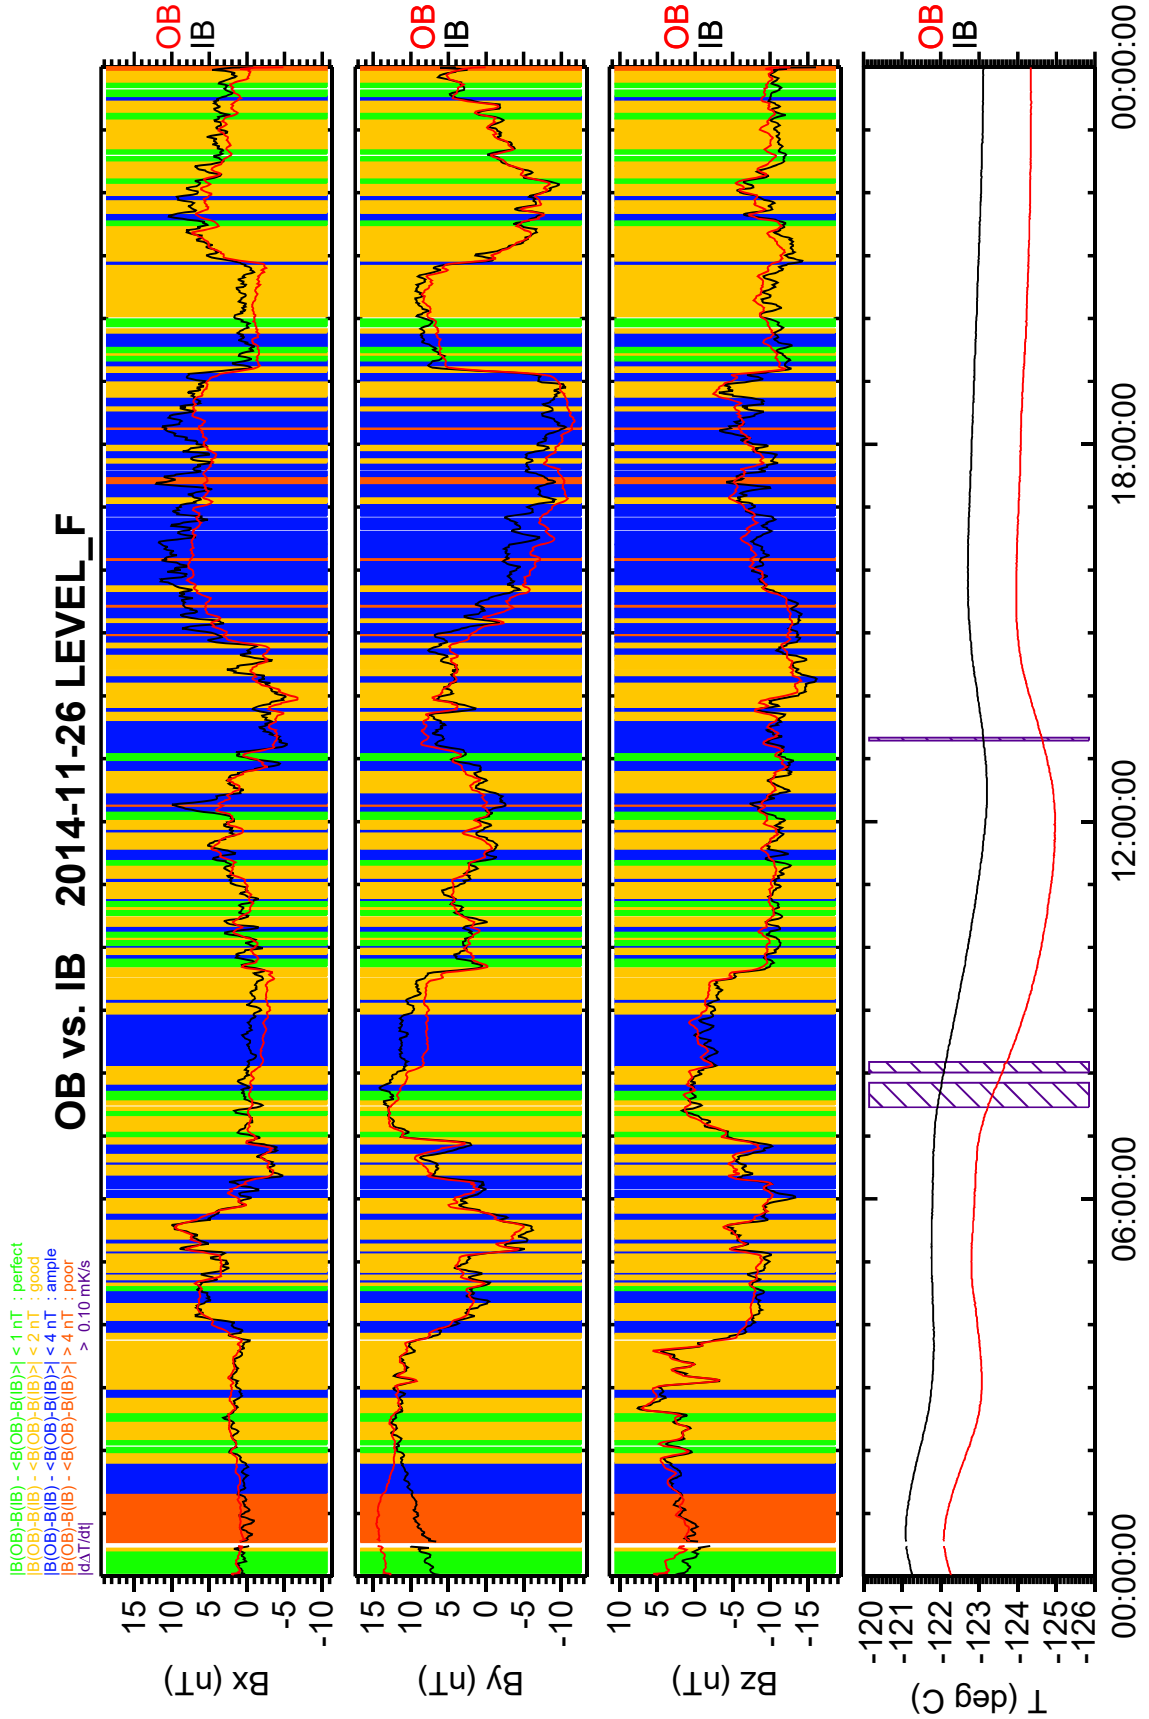 OB vs. IB 2014-11-26 LEVEL_F
|B(OB)-B(IB) - <B(OB)-B(IB)>| < 1 nT : perfect
|B(OB)-B(IB) - <B(OB)-B(IB)>| < 2 nT : good
|B(OB)-B(IB) - <B(OB)-B(IB)>| < 4 nT : ample
|B(OB)-B(IB) - <B(OB)-B(IB)>| > 4 nT : poor
|dΔT/dt| > 0.10 mK/s
Bx (nT)
15
10
5
0
-5
-10
OB
IB
By (nT)
15
10
5
0
-5
-10
OB
IB
Bz (nT)
10
5
0
-5
-10
-15
OB
IB
T (deg C)
-120
-121
-122
-123
-124
-125
-126
OB
IB
00:00:00 06:00:00 12:00:00 18:00:00 00:00:00